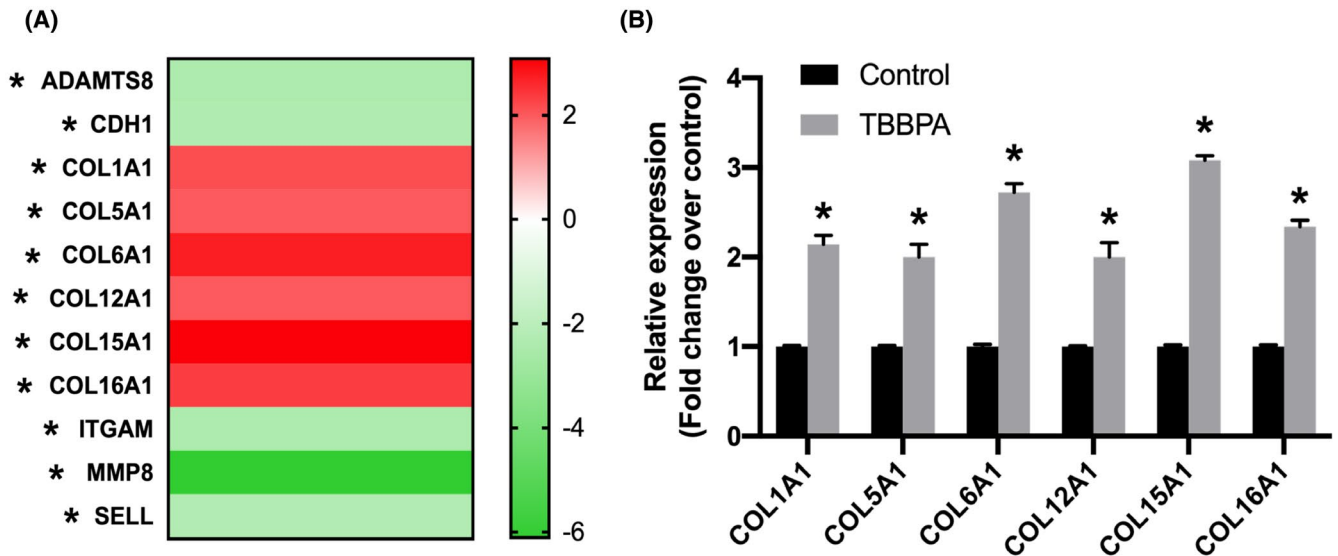 (A)
* ADAMTS8
* CDH1
* COL1A1
* COL5A1
* COL6A1
* COL12A1
* COL15A1
* COL16A1
* ITGAM
* MMP8
* SELL
2
0
-2
-4
-6
(B)
Relative expression
(Fold change over control)
4
3
2
1
0
Control
TBBPA
* * * * * *
COL1A1
COL5A1
COL6A1
COL12A1
COL15A1
COL16A1